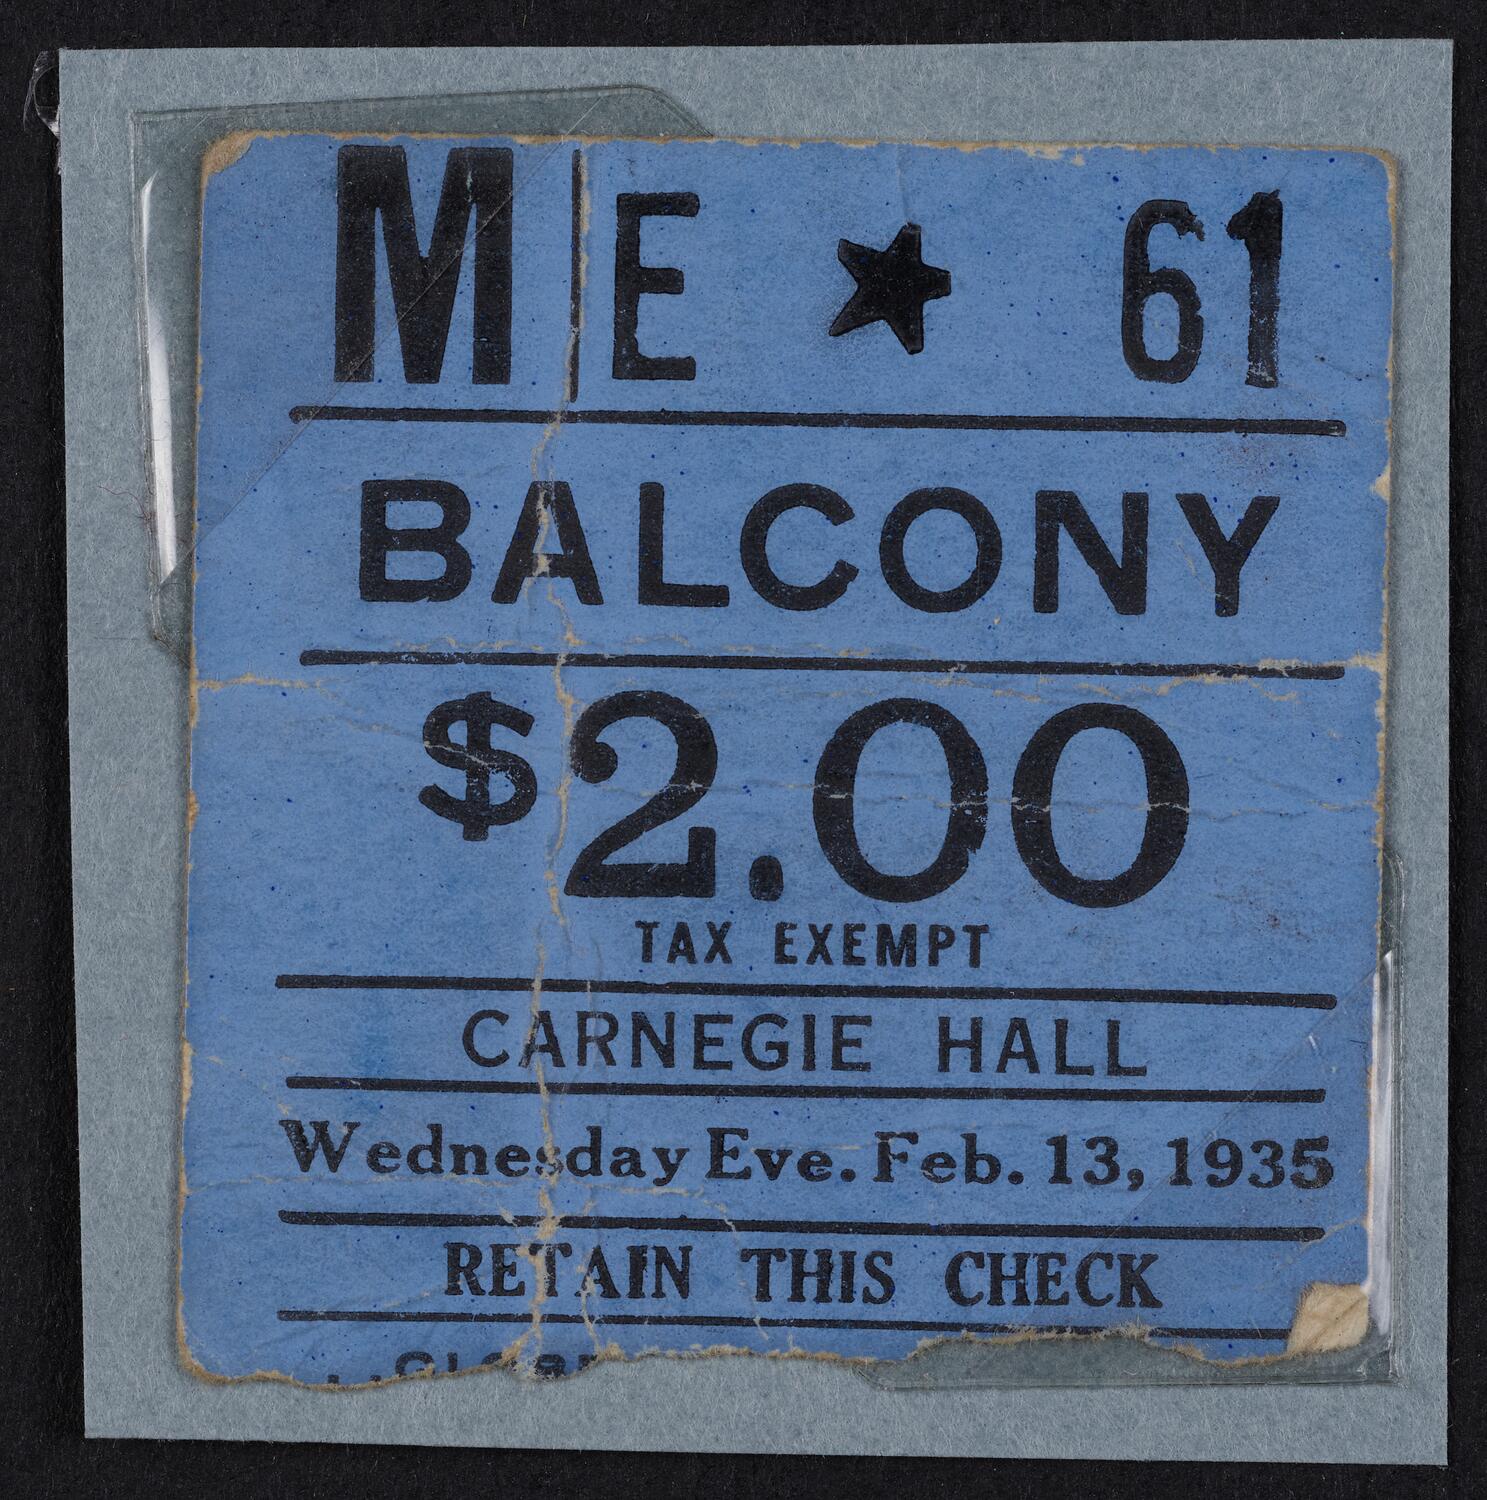 M E ★ 61
BALCONY
$2.00
TAX EXEMPT
CARNEGIE HALL
Wednesday Eve. Feb. 13, 1935
RETAIN THIS CHECK